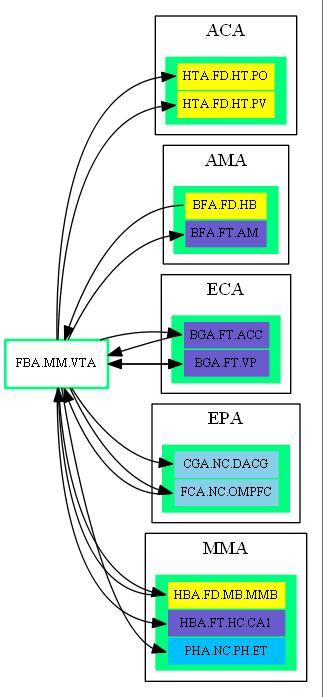 ACA
HTA.FD.HT.PO
HTA.FD.HT.PV
AMA
BFA.FD.HB
BFA.FT.AM
ECA
BGA.FT.ACC
BGA.FT.VP
FBA.MM.VTA
EPA
CGA.NC.DACG
FCA.NC.OMPFC
MMA
HBA.FD.MB.MMB
HBA.FT.HC.CA1
PHA.NC.PH.ET